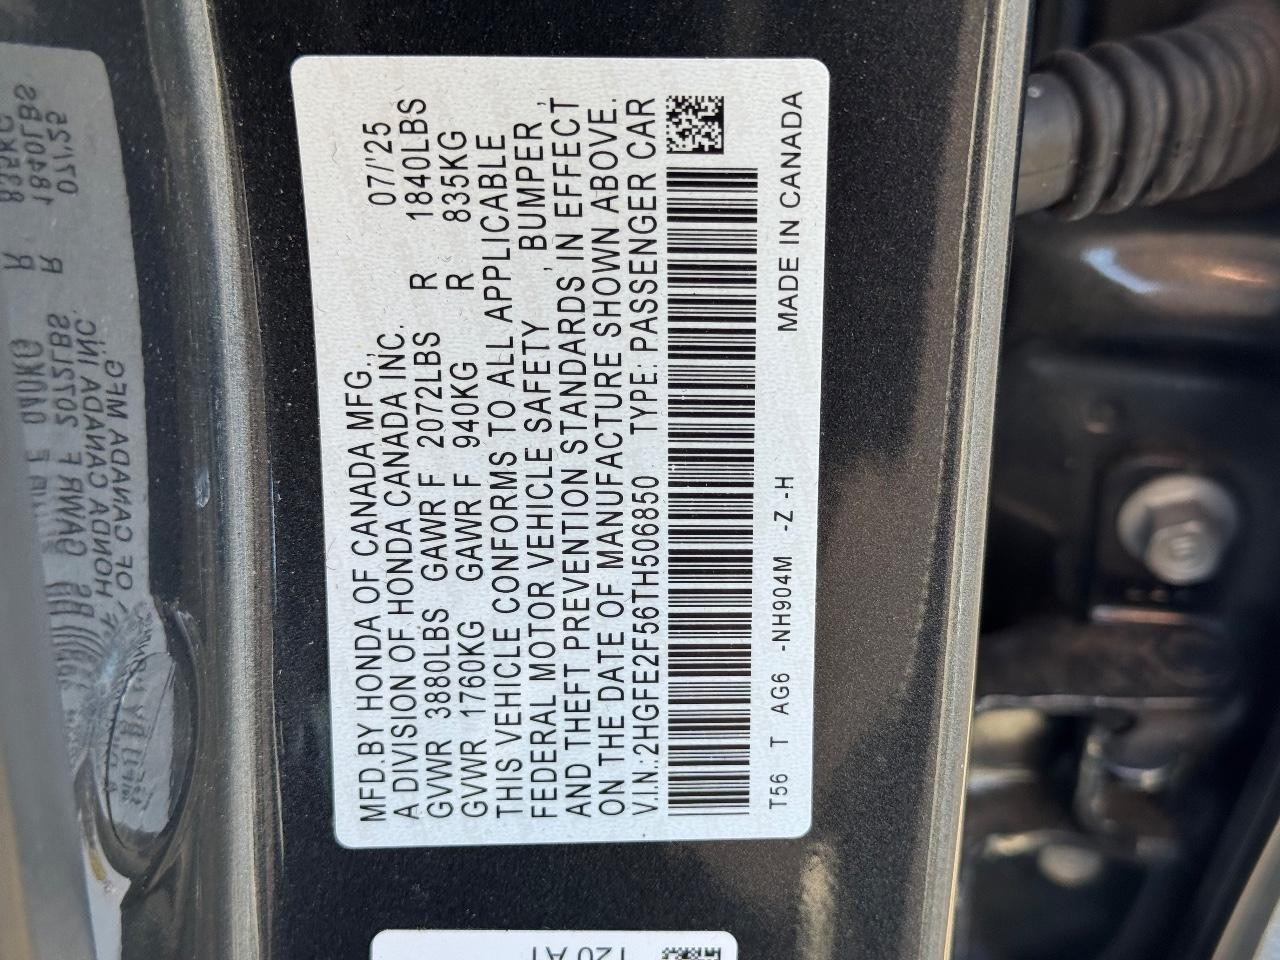 MFD.BY HONDA OF CANADA MFG., 07/'25
A DIVISION OF HONDA CANADA INC.
GVWR 3880LBS GAWR F 2072LBS R 1840LBS
GVWR 1760KG GAWR F 940KG R 835KG
THIS VEHICLE CONFORMS TO ALL APPLICABLE
FEDERAL MOTOR VEHICLE SAFETY , BUMPER ,
AND THEFT PREVENTION STANDARDS IN EFFECT
ON THE DATE OF MANUFACTURE SHOWN ABOVE.
V.I.N.:2HGFE2F56TH506850 TYPE: PASSENGER CAR
T56 T AG6 -NH904M -Z -H MADE IN CANADA